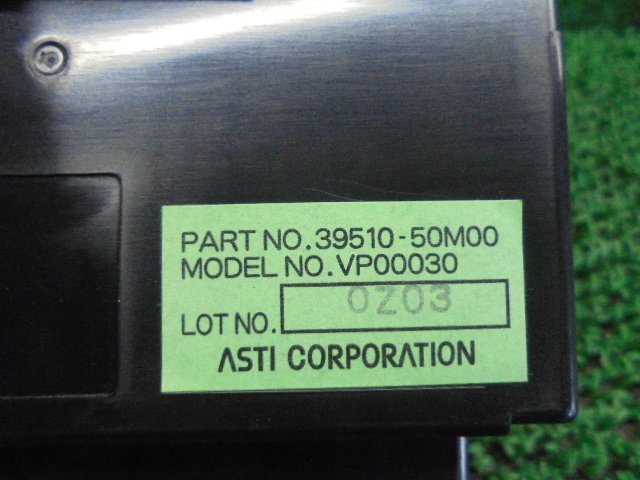 PART NO.39510-50M00
MODEL NO.VP00030
LOT NO. 0Z03
ASTI CORPORATION